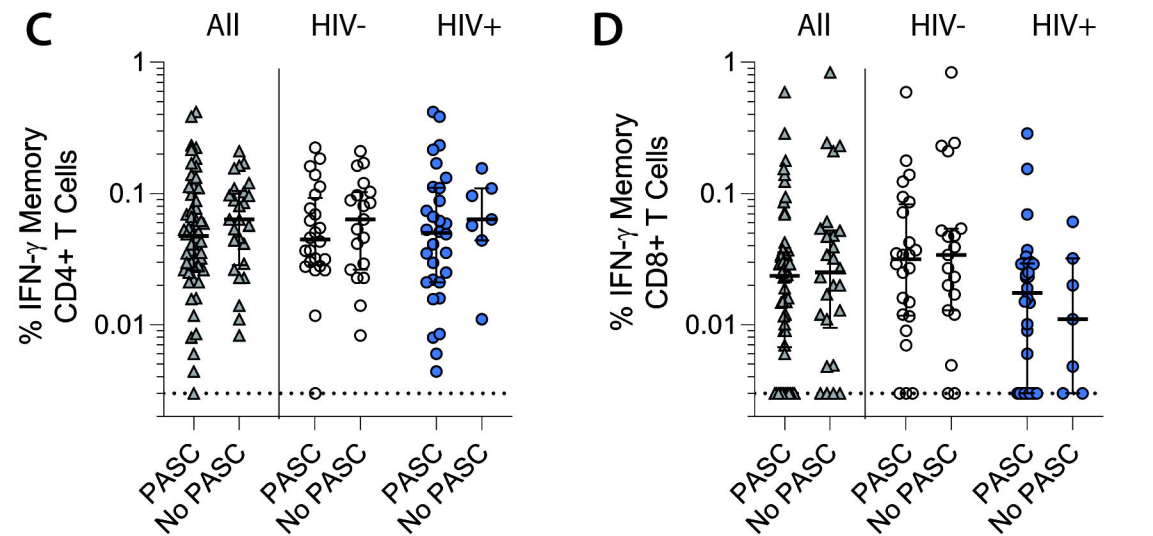 C
All HIV- HIV+
% IFN-γ Memory
CD4+ T Cells
1
0.1
0.01
PASC
No PASC
PASC
No PASC
PASC
No PASC
D
All HIV- HIV+
% IFN-γ Memory
CD8+ T Cells
1
0.1
0.01
PASC
No PASC
PASC
No PASC
PASC
No PASC